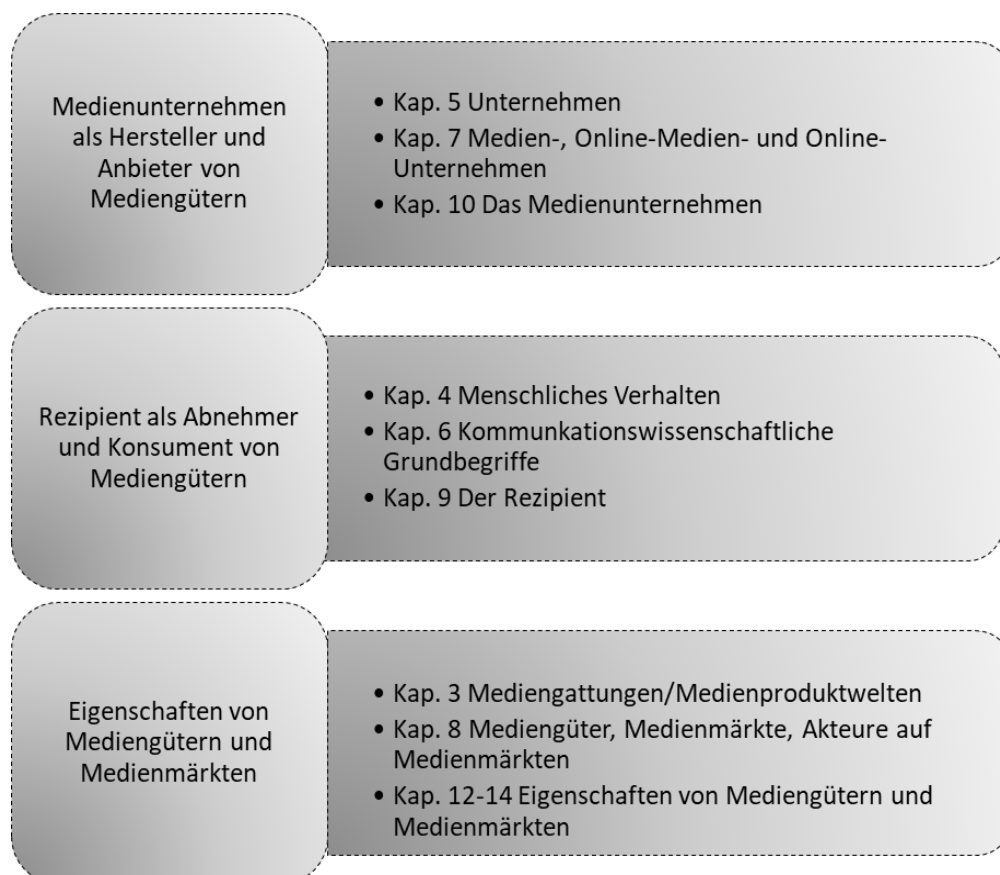 Medienunternehmen
als Hersteller und
Anbieter von
Mediengütern
• Kap. 5 Unternehmen
• Kap. 7 Medien-, Online-Medien- und Online-
Unternehmen
• Kap. 10 Das Medienunternehmen
Rezipient als Abnehmer
und Konsument von
Mediengütern
• Kap. 4 Menschliches Verhalten
• Kap. 6 Kommunkationswissenschaftliche
Grundbegriffe
• Kap. 9 Der Rezipient
Eigenschaften von
Mediengütern und
Medienmärkten
• Kap. 3 Mediengattungen/Medienproduktwelten
• Kap. 8 Mediengüter, Medienmärkte, Akteure auf
Medienmärkten
• Kap. 12-14 Eigenschaften von Mediengütern und
Medienmärkten